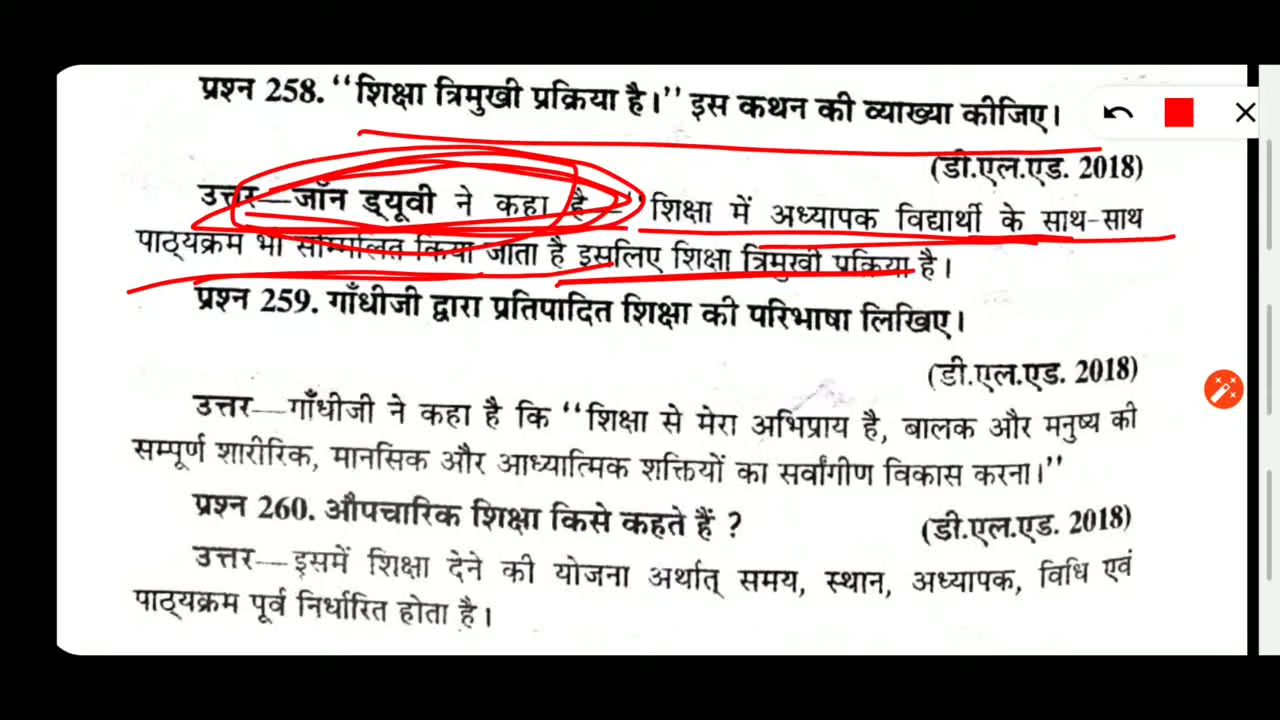 प्रश्न 258. ‘‘शिक्षा त्रिमुखी प्रक्रिया है।’’ इस कथन की व्याख्या कीजिए।
(डी.एल.एड. 2018)
उत्तर—जॉन ड्यूवी ने कहा है – ‘शिक्षा में अध्यापक विद्यार्थी के साथ-साथ
पाठ्यक्रम भी सम्मिलित किया जाता है इसलिए शिक्षा त्रिमुखी प्रक्रिया है।
प्रश्न 259. गाँधीजी द्वारा प्रतिपादित शिक्षा की परिभाषा लिखिए।
(डी.एल.एड. 2018)
उत्तर—गाँधीजी ने कहा है कि ‘‘शिक्षा से मेरा अभिप्राय है, बालक और मनुष्य की
सम्पूर्ण शारीरिक, मानसिक और आध्यात्मिक शक्तियों का सर्वांगीण विकास करना।’’
प्रश्न 260. औपचारिक शिक्षा किसे कहते हैं ?
(डी.एल.एड. 2018)
उत्तर—इसमें शिक्षा देने की योजना अर्थात् समय, स्थान, अध्यापक, विधि एवं
पाठ्यक्रम पूर्व निर्धारित होता है।